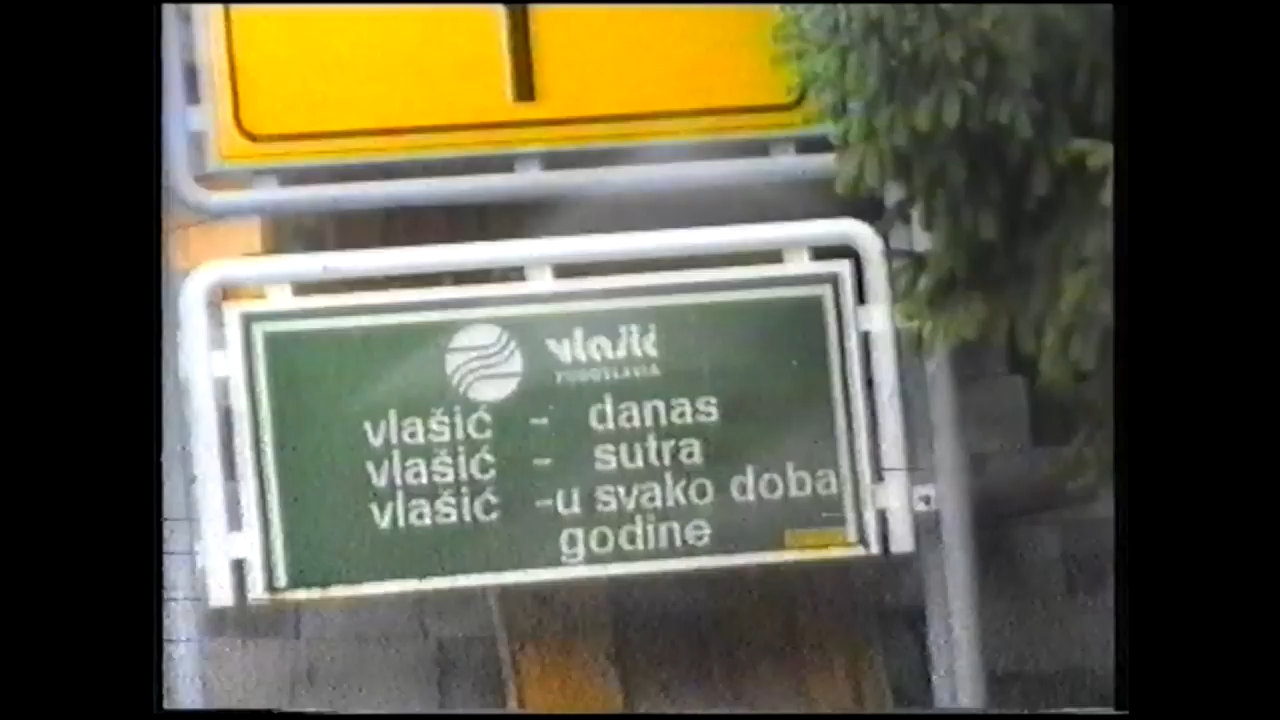 vlašić
YUGOSLAVIA
vlašić - danas
vlašić - sutra
vlašić -u svako doba
godine